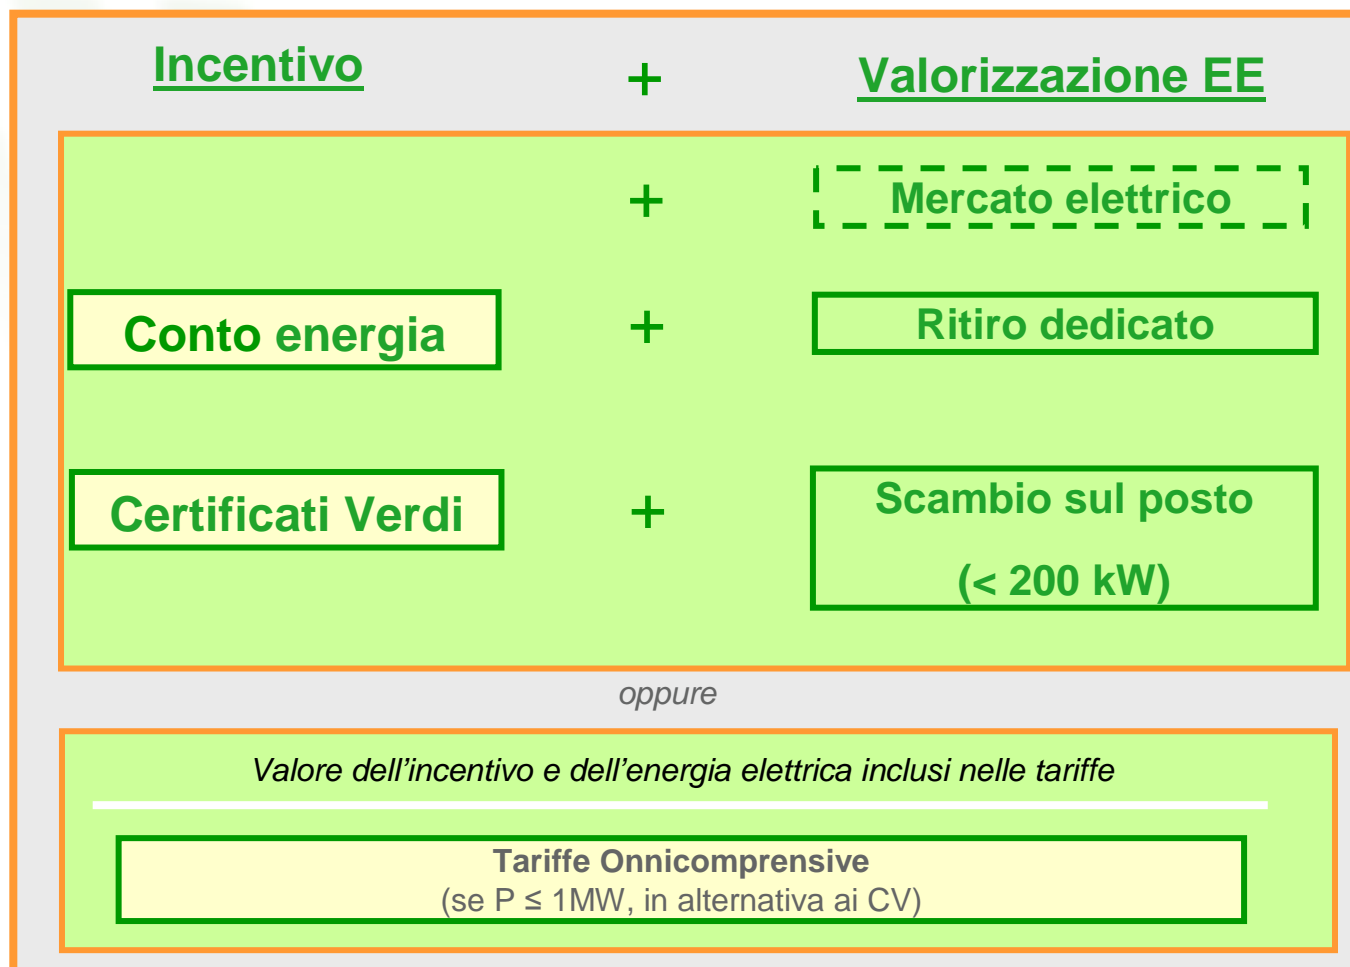 Incentivo + Valorizzazione EE
+ Mercato elettrico
Conto energia + Ritiro dedicato
Certificati Verdi + Scambio sul posto
(< 200 kW)
oppure
Valore dell’incentivo e dell’energia elettrica inclusi nelle tariffe
Tariffe Onnicomprensive
(se P ≤ 1MW, in alternativa ai CV)